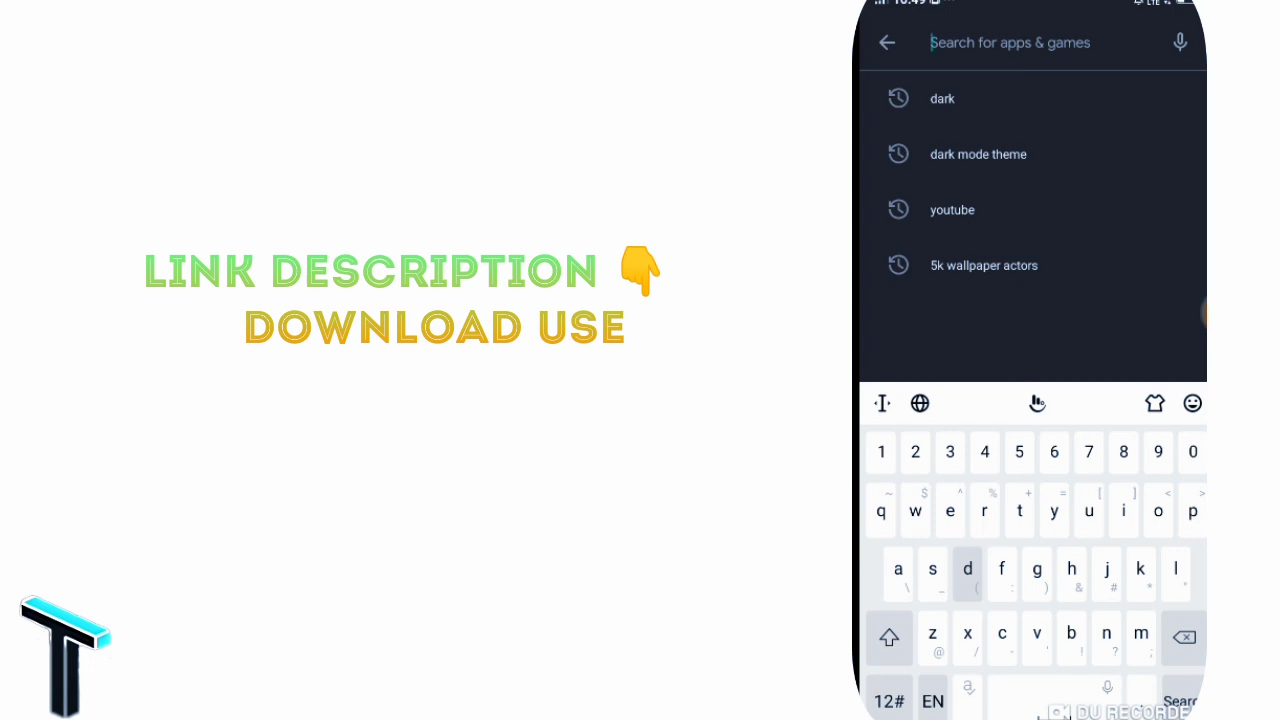 LINK DESCRIPTION 👇
DOWNLOAD USE
Search for apps & games
dark
dark mode theme
youtube
5k wallpaper actors
1 2 3 4 5 6 7 8 9 0
~ $ ^ % + = [ ] < >
q w e r t y u i o p
a s d f g h j k l
\ _ ( : ) & # * "
z x c v b n m
@ / - ' ! ? ;
12# EN
DU RECORDE
T